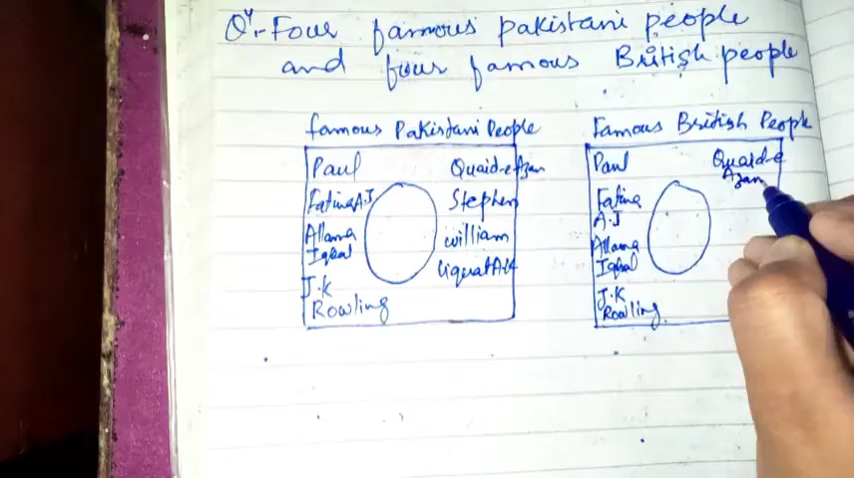 Q4:- Four famous pakistani people
and four famous British people
famous Pakistani People
Paul
Quaid-e Azam
Fatima A.J
Stephen
Allama
Iqbal
william
liquat Ali
J.K
Rowling
Famous British People
Paul
Quaid-e
Azam
Fatima
A.J
Allama
Iqbal
J.K
Rowling.